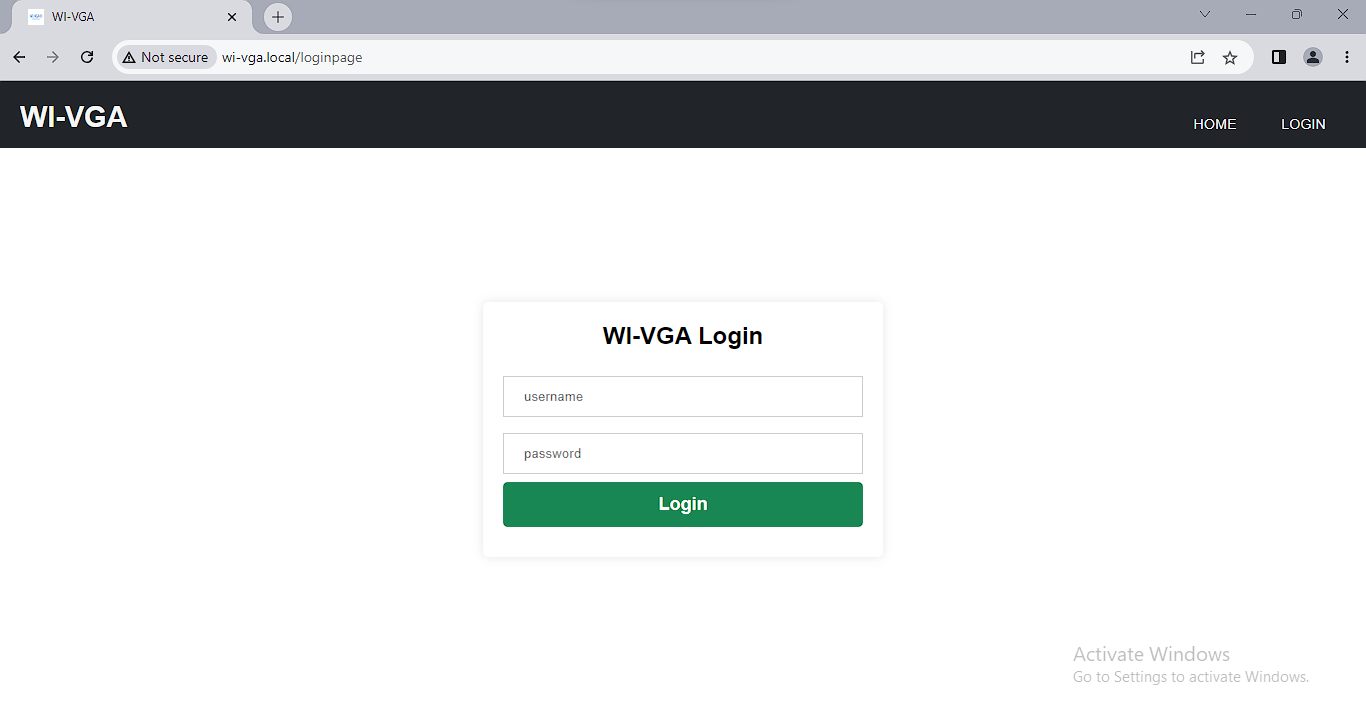 WI-VGA
Not secure wi-vga.local/loginpage
WI-VGA
HOME LOGIN
WI-VGA Login
username
password
Login
Activate Windows
Go to Settings to activate Windows.